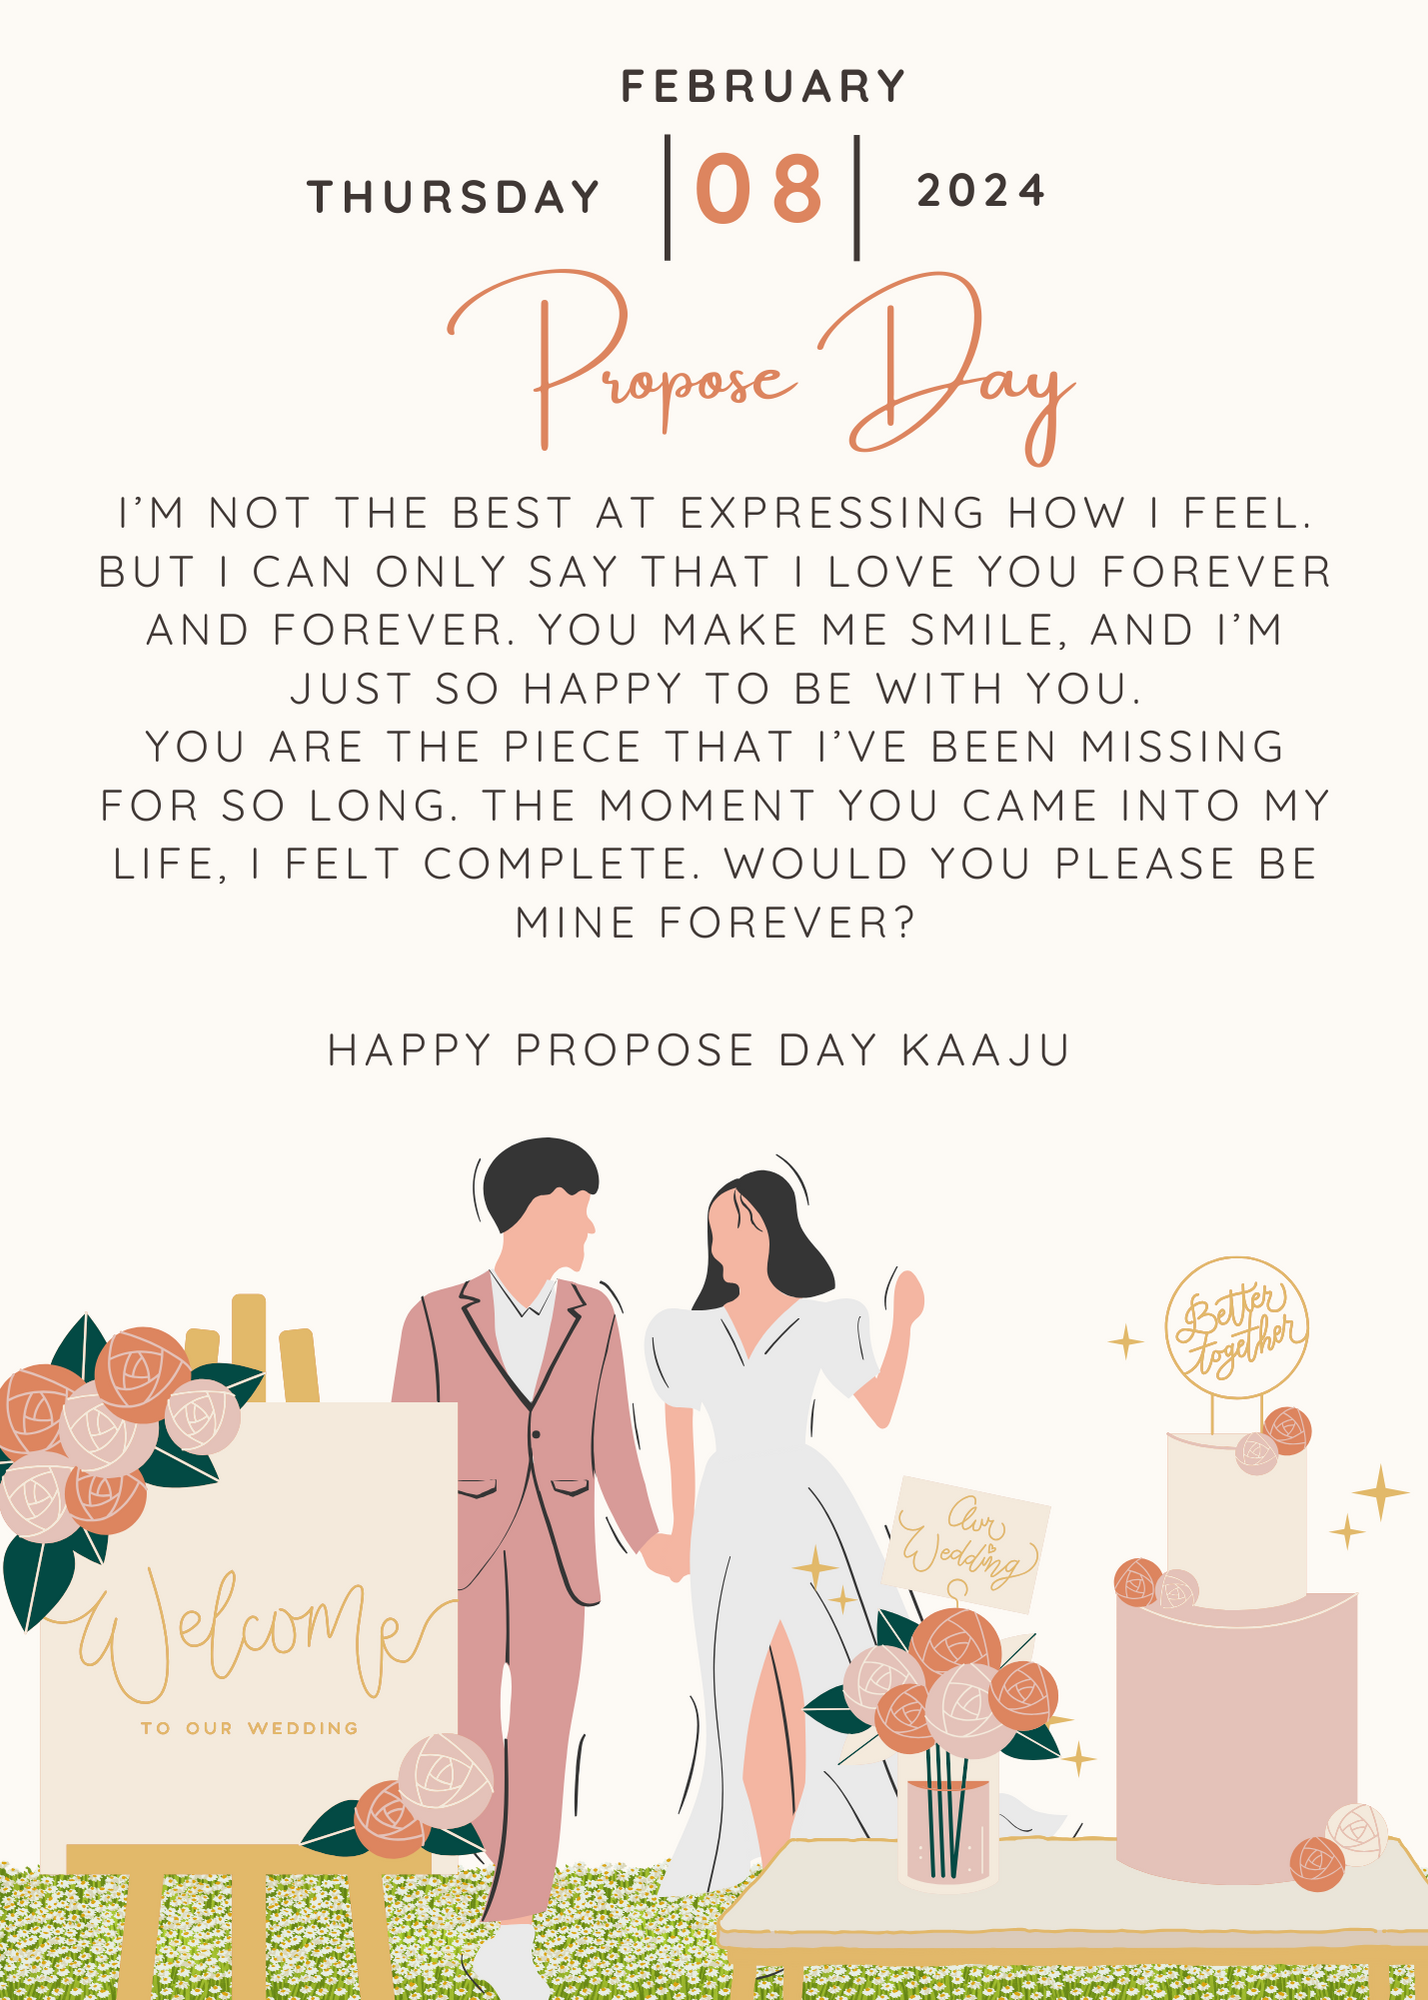 FEBRUARY
THURSDAY 08 2024
Propose Day
I'M NOT THE BEST AT EXPRESSING HOW I FEEL.
BUT I CAN ONLY SAY THAT I LOVE YOU FOREVER
AND FOREVER. YOU MAKE ME SMILE, AND I'M
JUST SO HAPPY TO BE WITH YOU.
YOU ARE THE PIECE THAT I'VE BEEN MISSING
FOR SO LONG. THE MOMENT YOU CAME INTO MY
LIFE, I FELT COMPLETE. WOULD YOU PLEASE BE
MINE FOREVER?
HAPPY PROPOSE DAY KAAJU
Better
together
Our
Wedding
Welcome
TO OUR WEDDING